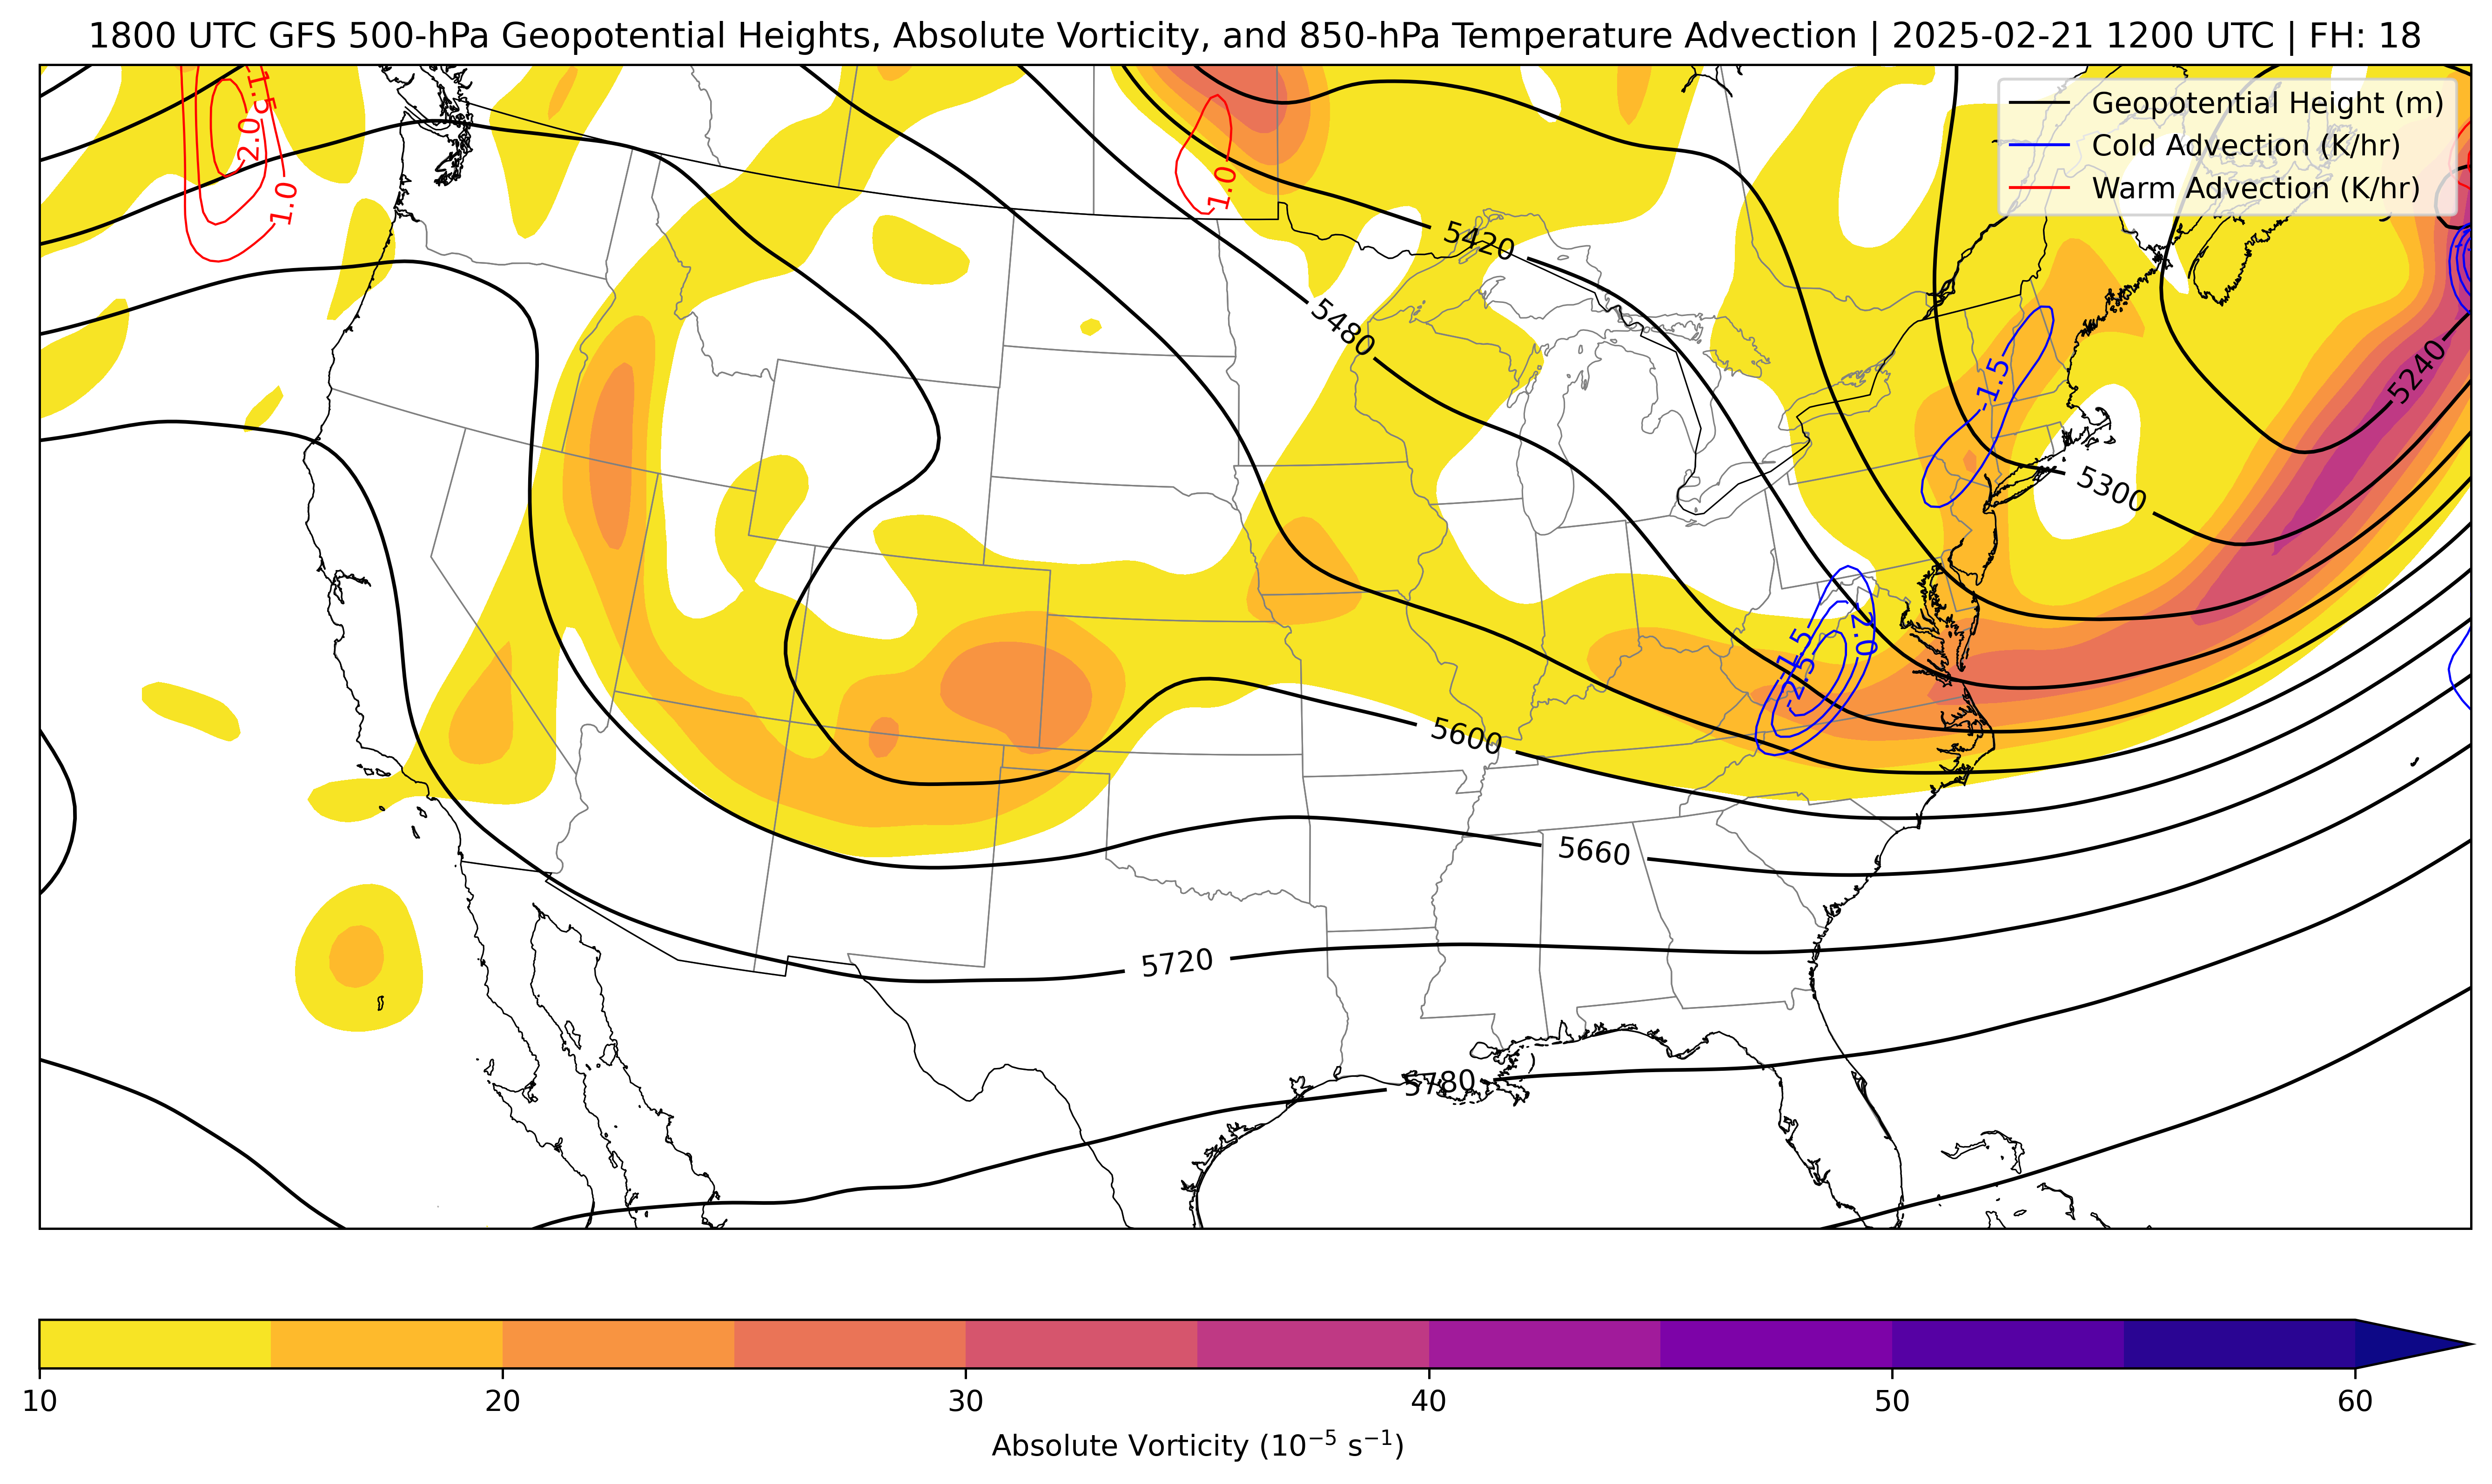 1800 UTC GFS 500-hPa Geopotential Heights, Absolute Vorticity, and 850-hPa Temperature Advection | 2025-02-21 1200 UTC | FH: 18
Geopotential Height (m)
Cold Advection (K/hr)
Warm Advection (K/hr)
1.5
2.0
1.0
1.0
5420
5480
5240
-1.5
5300
-1.5
-2.0
-2.5
5600
5660
5720
5780
10 20 30 40 50 60
Absolute Vorticity (10⁻⁵ s⁻¹)